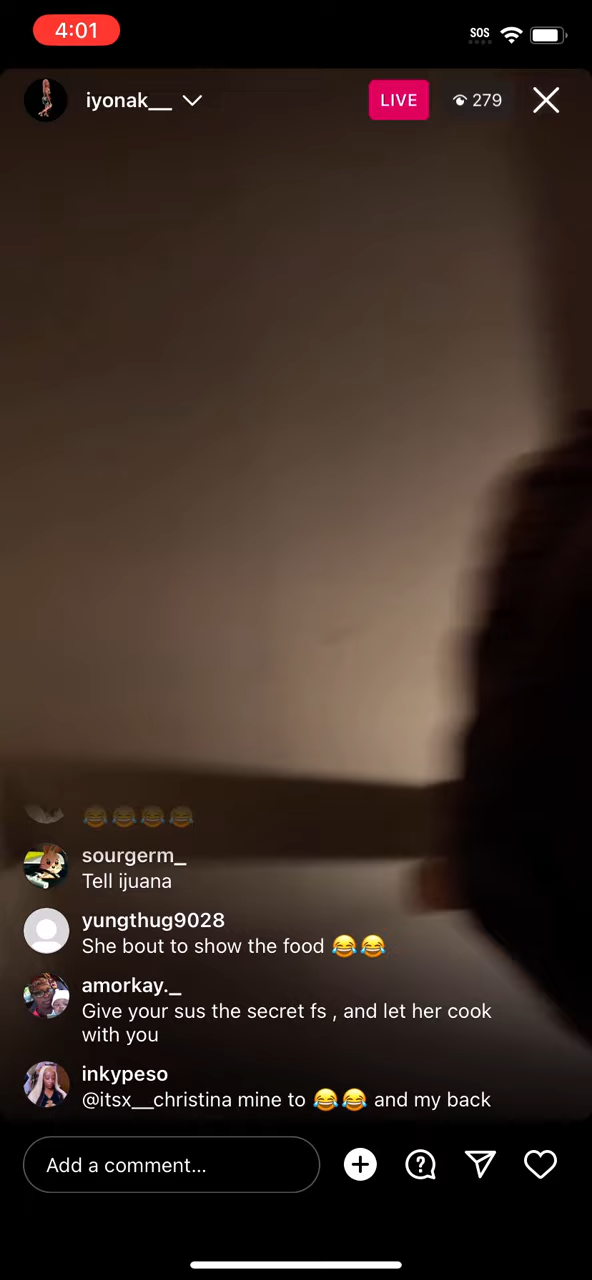 4:01
SOS
iyonak__
LIVE
279
😂😂😂😂
sourgerm_
Tell ijuana
yungthug9028
She bout to show the food 😂😂
amorkay._
Give your sus the secret fs , and let her cook
with you
inkypeso
@itsx__christina mine to 😂😂 and my back
Add a comment...